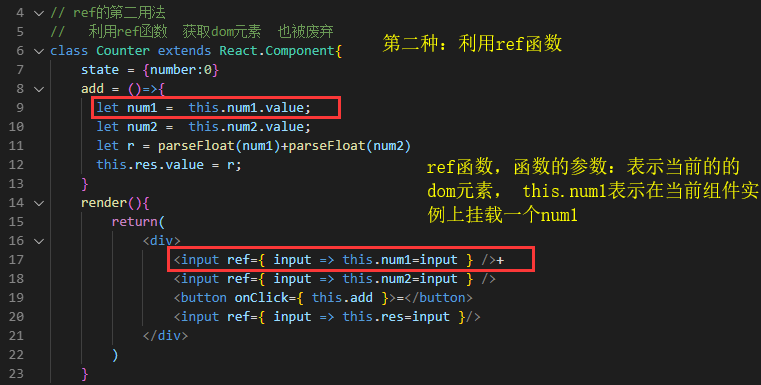 4 // ref的第二用法
5 //  利用ref函数 获取dom元素 也被废弃
6 class Counter extends React.Component{
第二种：利用ref函数
7 state = {number:0}
8 add = ()=>{
9 let num1 =  this.num1.value;
10 let num2 =  this.num2.value;
11 let r = parseFloat(num1)+parseFloat(num2)
12 this.res.value = r;
13 }
ref函数，函数的参数：表示当前的的
dom元素， this.num1表示在当前组件实
例上挂载一个num1
14 render(){
15 return(
16 <div>
17 <input ref={ input => this.num1=input } />+
18 <input ref={ input => this.num2=input } />
19 <button onClick={ this.add }>=</button>
20 <input ref={ input => this.res=input }/>
21 </div>
22 )
23 }